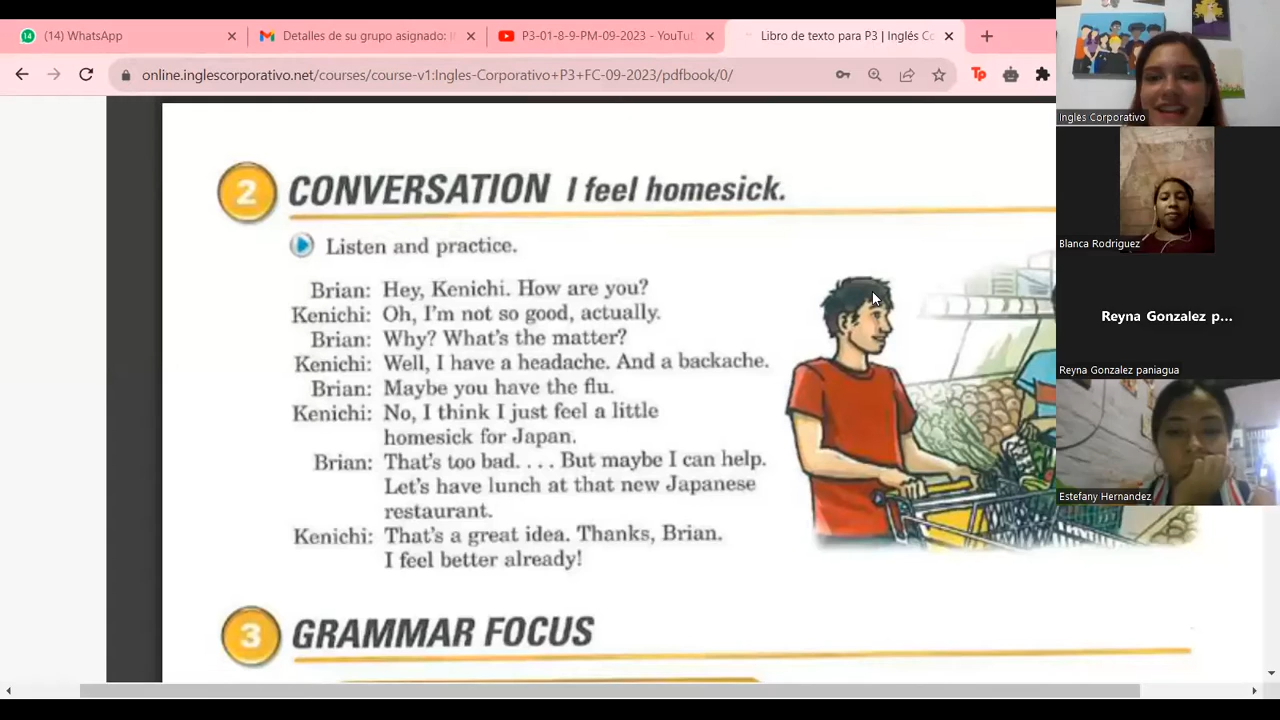 14 (14) WhatsApp
Detalles de su grupo asignado: I
P3-01-8-9-PM-09-2023 - YouTu
Libro de texto para P3 | Inglés Co
online.inglescorporativo.net/courses/course-v1:Ingles-Corporativo+P3+FC-09-2023/pdfbook/0/
Tp
2 CONVERSATION I feel homesick.
Listen and practice.
Brian: Hey, Kenichi. How are you?
Kenichi: Oh, I'm not so good, actually.
Brian: Why? What's the matter?
Kenichi: Well, I have a headache. And a backache.
Brian: Maybe you have the flu.
Kenichi: No, I think I just feel a little
homesick for Japan.
Brian: That's too bad. . . . But maybe I can help.
Let's have lunch at that new Japanese
restaurant.
Kenichi: That's a great idea. Thanks, Brian.
I feel better already!
3 GRAMMAR FOCUS
Inglés Corporativo
Blanca Rodriguez
Reyna Gonzalez p...
Reyna Gonzalez paniagua
Estefany Hernandez